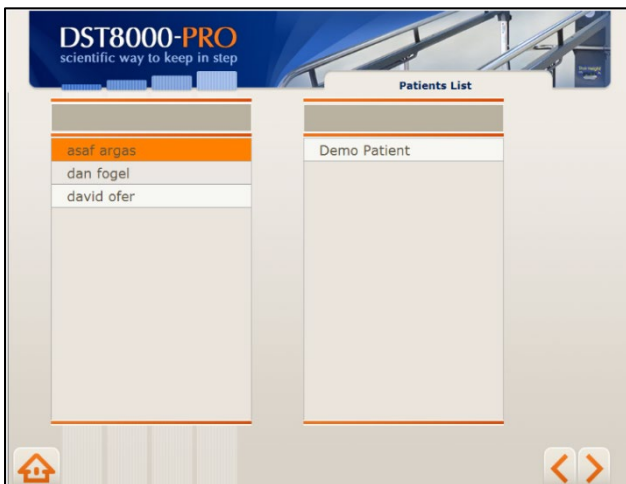 DST8000-PRO
scientific way to keep in step
Patients List
asaf argas
dan fogel
david ofer
Demo Patient